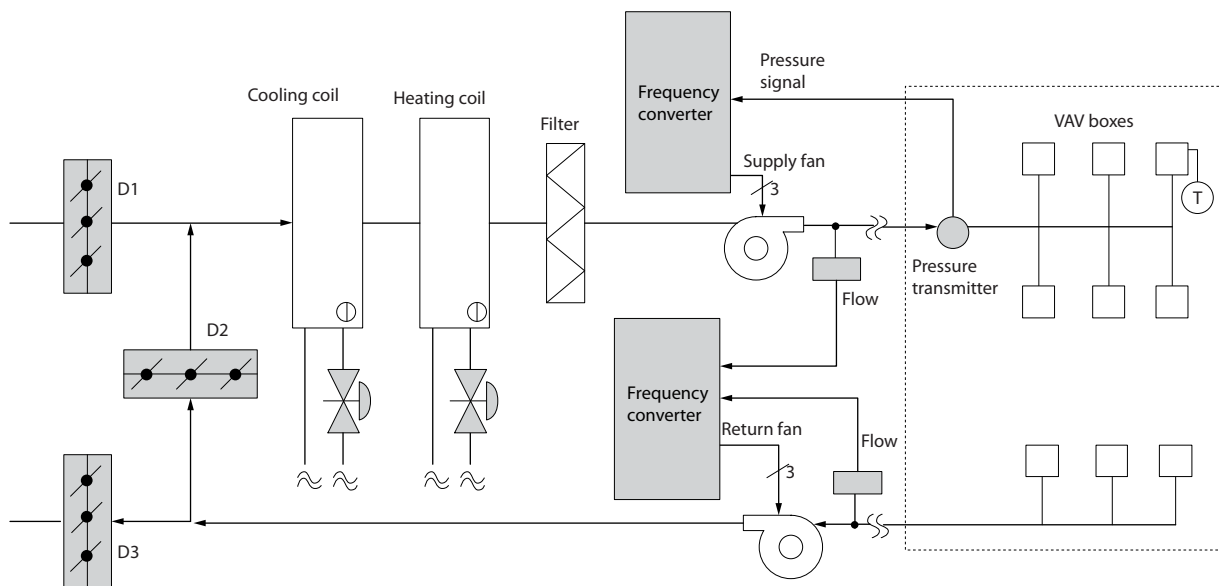 Cooling coil
Heating coil
Filter
Frequency
converter
Pressure
signal
VAV boxes
Supply fan
3
D1
T
Pressure
transmitter
Flow
D2
Frequency
converter
Return fan
3
Flow
D3